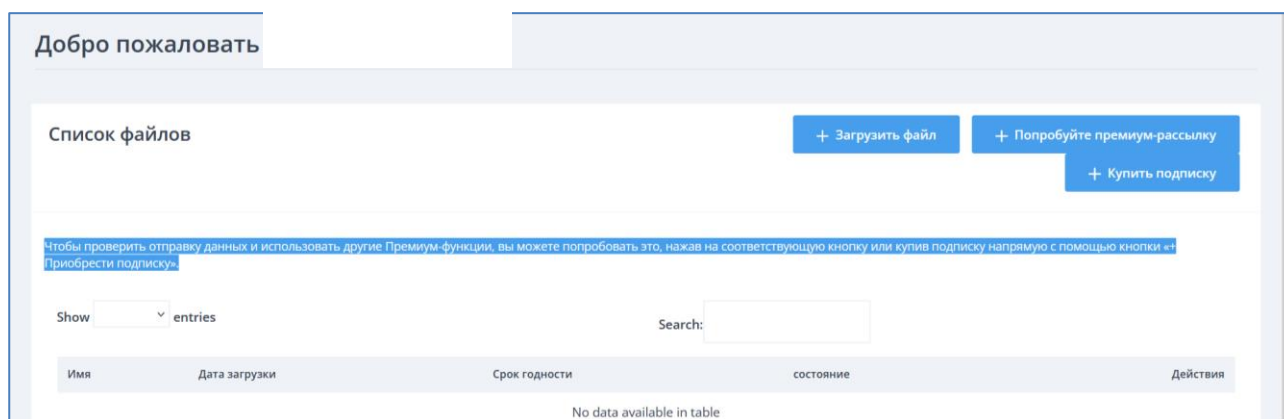 Добро пожаловать
Список файлов
+ Загрузить файл
+ Попробуйте премиум-рассылку
+ Купить подписку
Чтобы проверить отправку данных и использовать другие Премиум-функции, вы можете попробовать это, нажав на соответствующую кнопку или купив подписку напрямую с помощью кнопки «+
Приобрести подписку».
Show entries
Search:
Имя Дата загрузки Срок годности состояние Действия
No data available in table